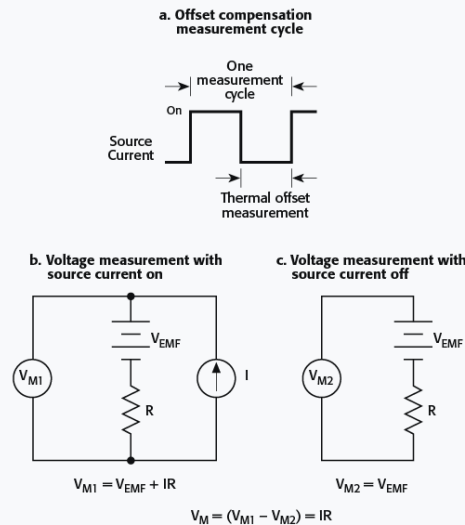 a. Offset compensation
measurement cycle
One
measurement
cycle
On
Source
Current
Thermal offset
measurement
b. Voltage measurement with
source current on
c. Voltage measurement with
source current off
VM1
VEMF
R
I
VM2
VEMF
R
VM1 = VEMF + IR
VM2 = VEMF
VM = (VM1 – VM2) = IR